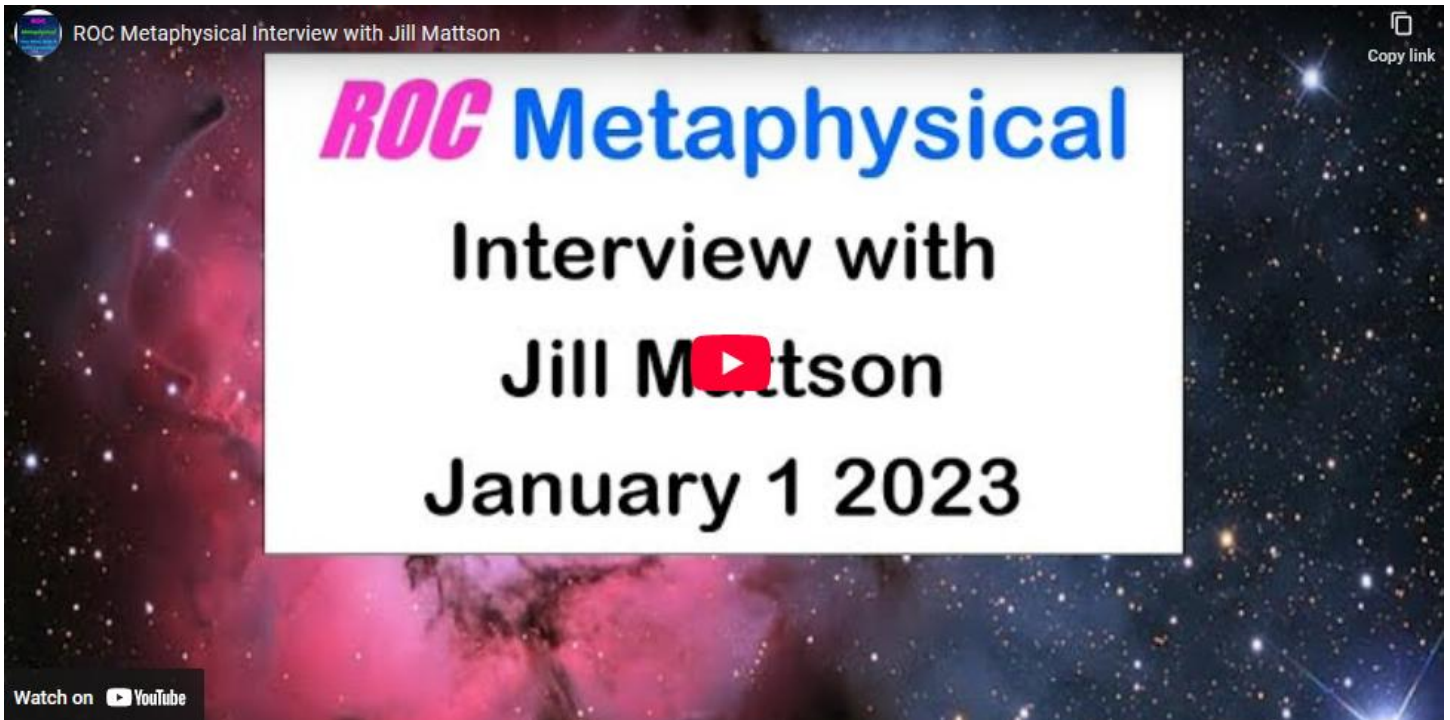 ROC Metaphysical Interview with Jill Mattson
Copy link
ROC Metaphysical
Interview with
Jill Mattson
January 1 2023
Watch on YouTube